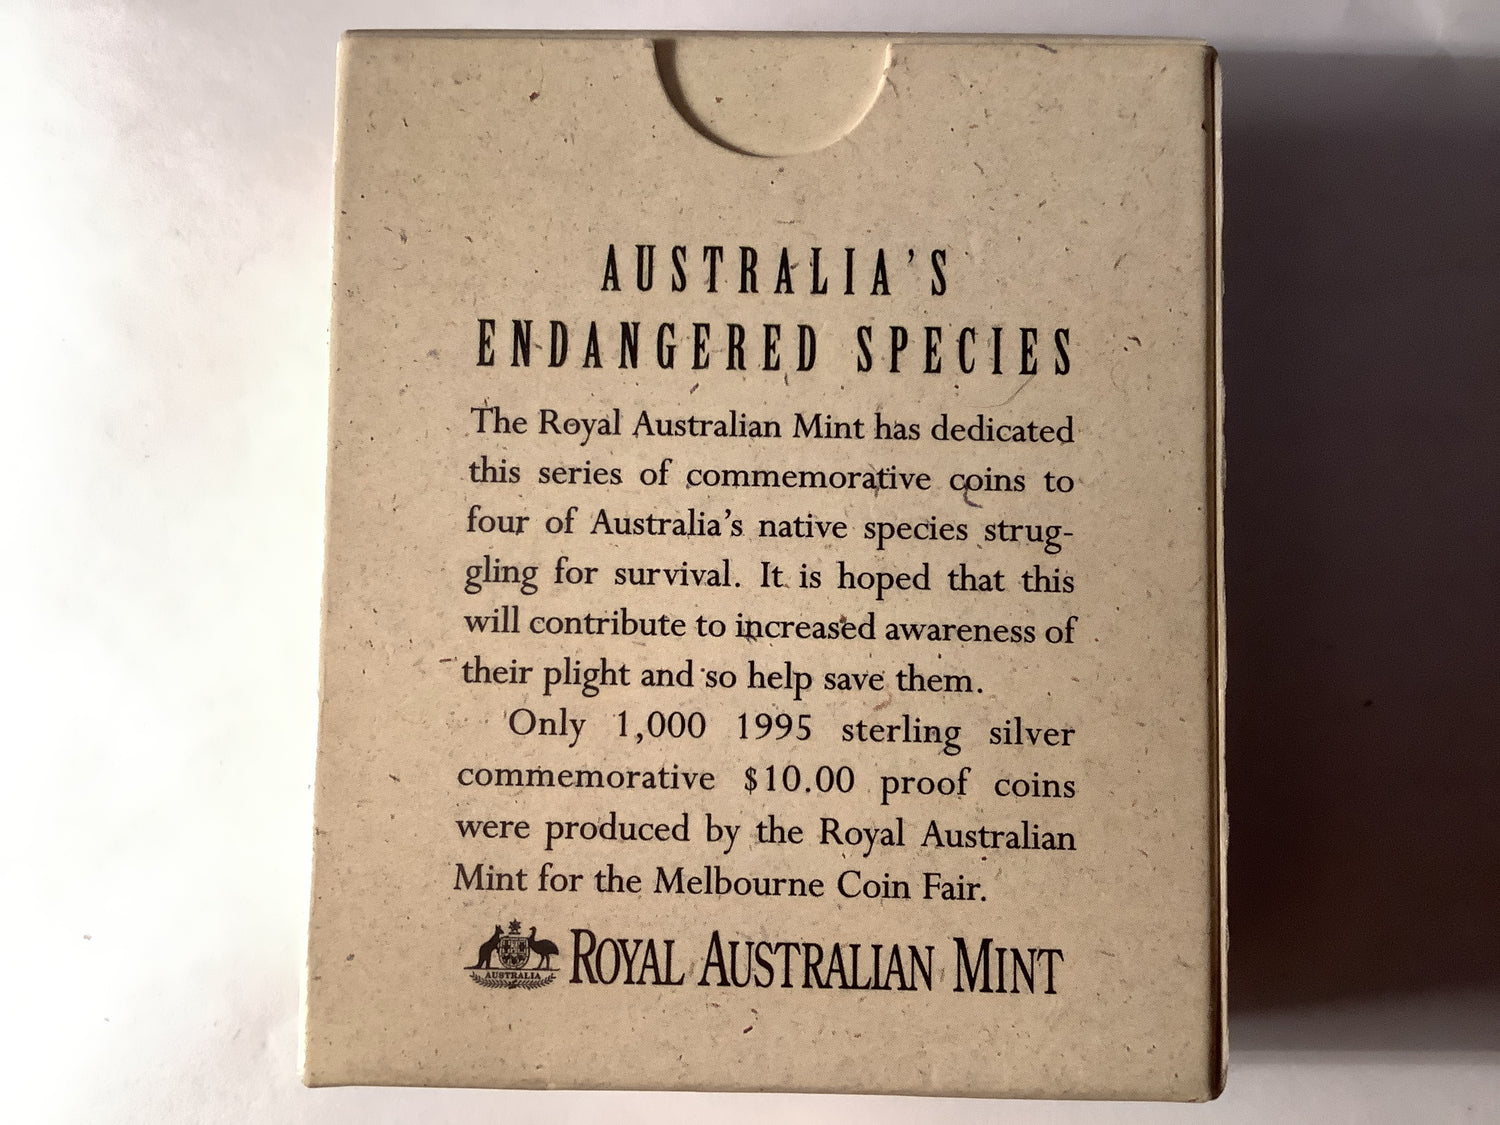 AUSTRALIA'S
ENDANGERED SPECIES
The Royal Australian Mint has dedicated
this series of commemorative coins to
four of Australia's native species strug-
gling for survival. It is hoped that this
will contribute to increased awareness of
their plight and so help save them.
Only 1,000 1995 sterling silver
commemorative $10.00 proof coins
were produced by the Royal Australian
Mint for the Melbourne Coin Fair.
AUSTRALIA
ROYAL AUSTRALIAN MINT